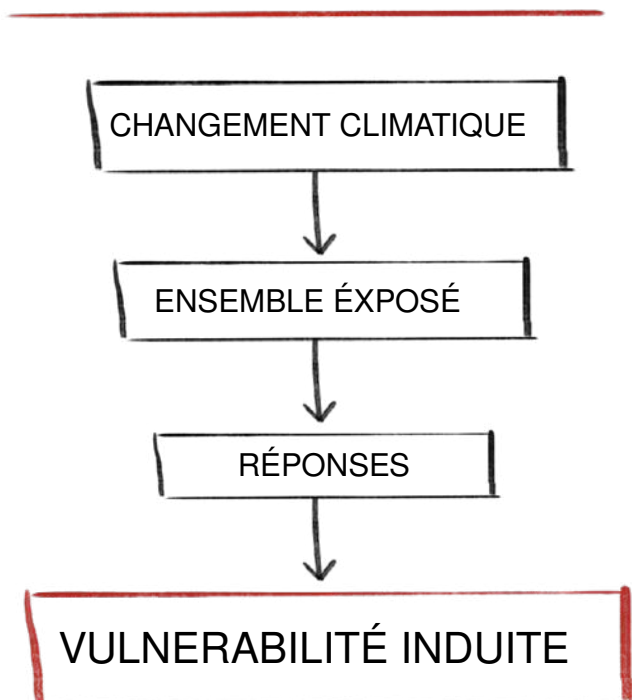 CHANGEMENT CLIMATIQUE
ENSEMBLE ÉXPOSÉ
RÉPONSES
VULNERABILITÉ INDUITE